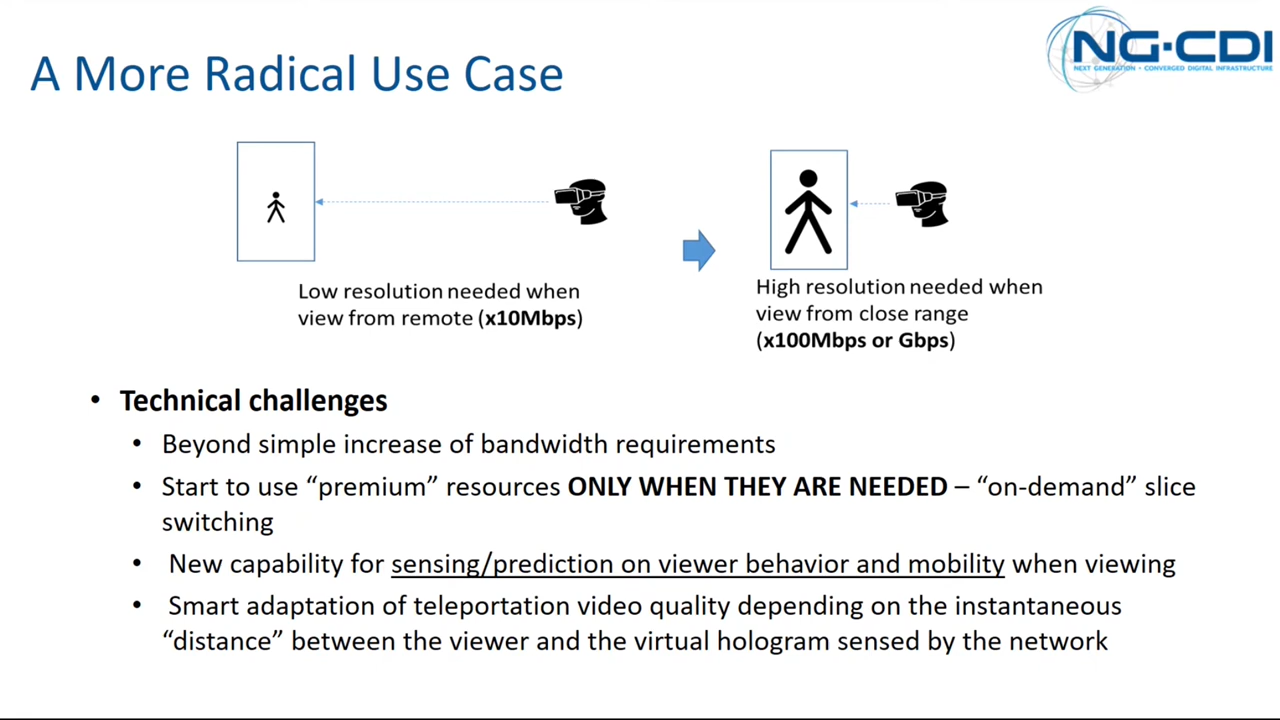 A More Radical Use Case
NG-CDI
NEXT GENERATION • CONVERGED DIGITAL INFRASTRUCTURE
Low resolution needed when
view from remote (x10Mbps)
High resolution needed when
view from close range
(x100Mbps or Gbps)
• Technical challenges
• Beyond simple increase of bandwidth requirements
• Start to use “premium” resources ONLY WHEN THEY ARE NEEDED – “on-demand” slice
switching
• New capability for sensing/prediction on viewer behavior and mobility when viewing
• Smart adaptation of teleportation video quality depending on the instantaneous
“distance” between the viewer and the virtual hologram sensed by the network